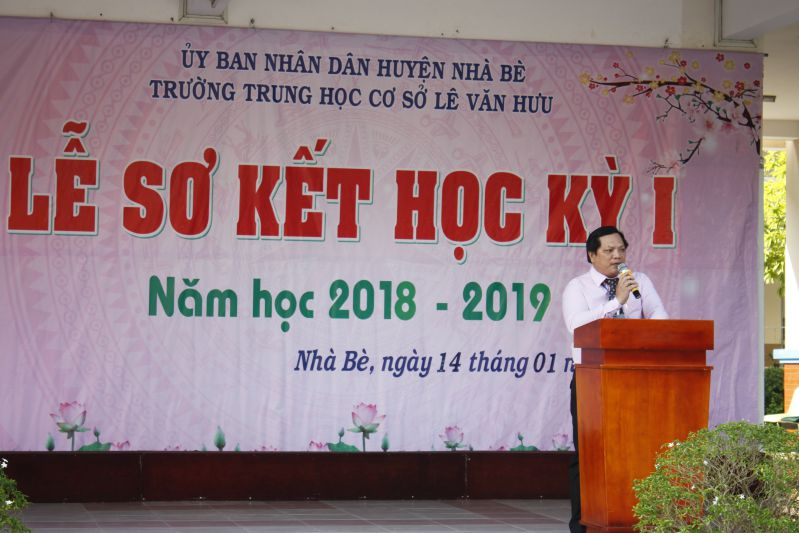 ỦY BAN NHÂN DÂN HUYỆN NHÀ BÈ
TRƯỜNG TRUNG HỌC CƠ SỞ LÊ VĂN HƯU
LỄ SƠ KẾT HỌC KỲ I
Năm học 2018 - 2019
Nhà Bè, ngày 14 tháng 01